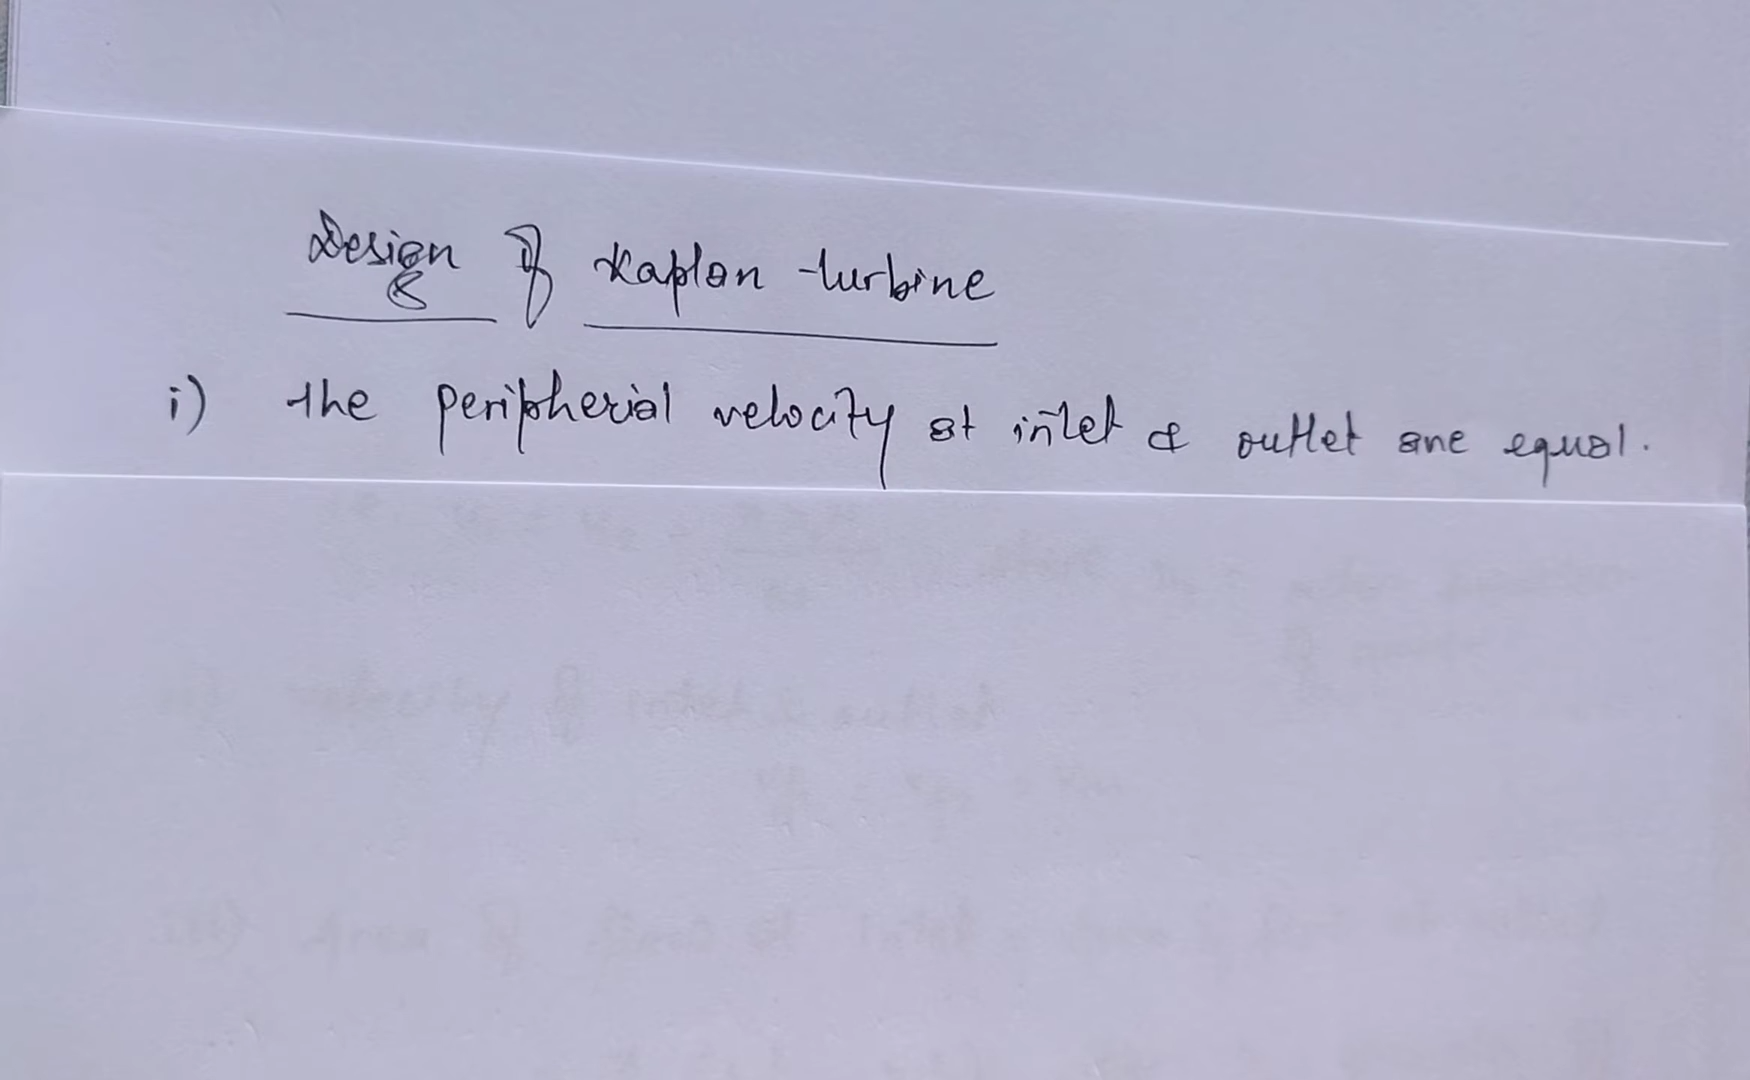 Design of Kaplan turbine
i) the peripherial velocity at inlet & outlet are equal.